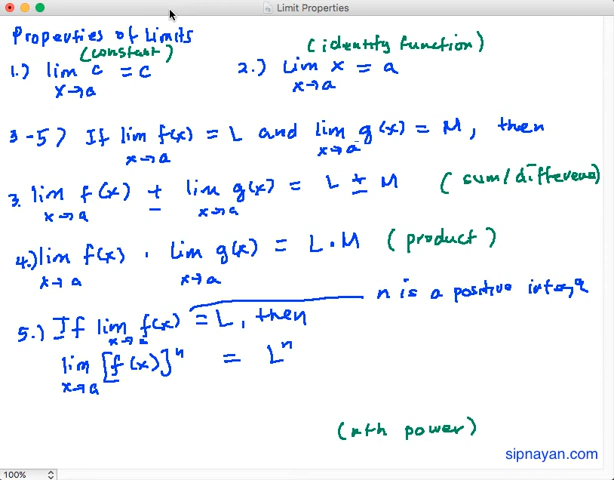 Limit Properties
Properties of Limits
(constant) (identity function)
1.) lim c = c 2.) lim x = a
x→a x→a
3-5) If lim f(x) = L and lim g(x) = M, then
x→a x→a
3. lim f(x) ± lim g(x) = L ± M (sum/difference)
x→a x→a
4.) lim f(x) · lim g(x) = L · M (product)
x→a x→a
n is a positive integer
5.) If lim f(x) = L, then
x→a
lim [f(x)]ⁿ = Lⁿ
x→a
(nth power)
sipnayan.com
100%